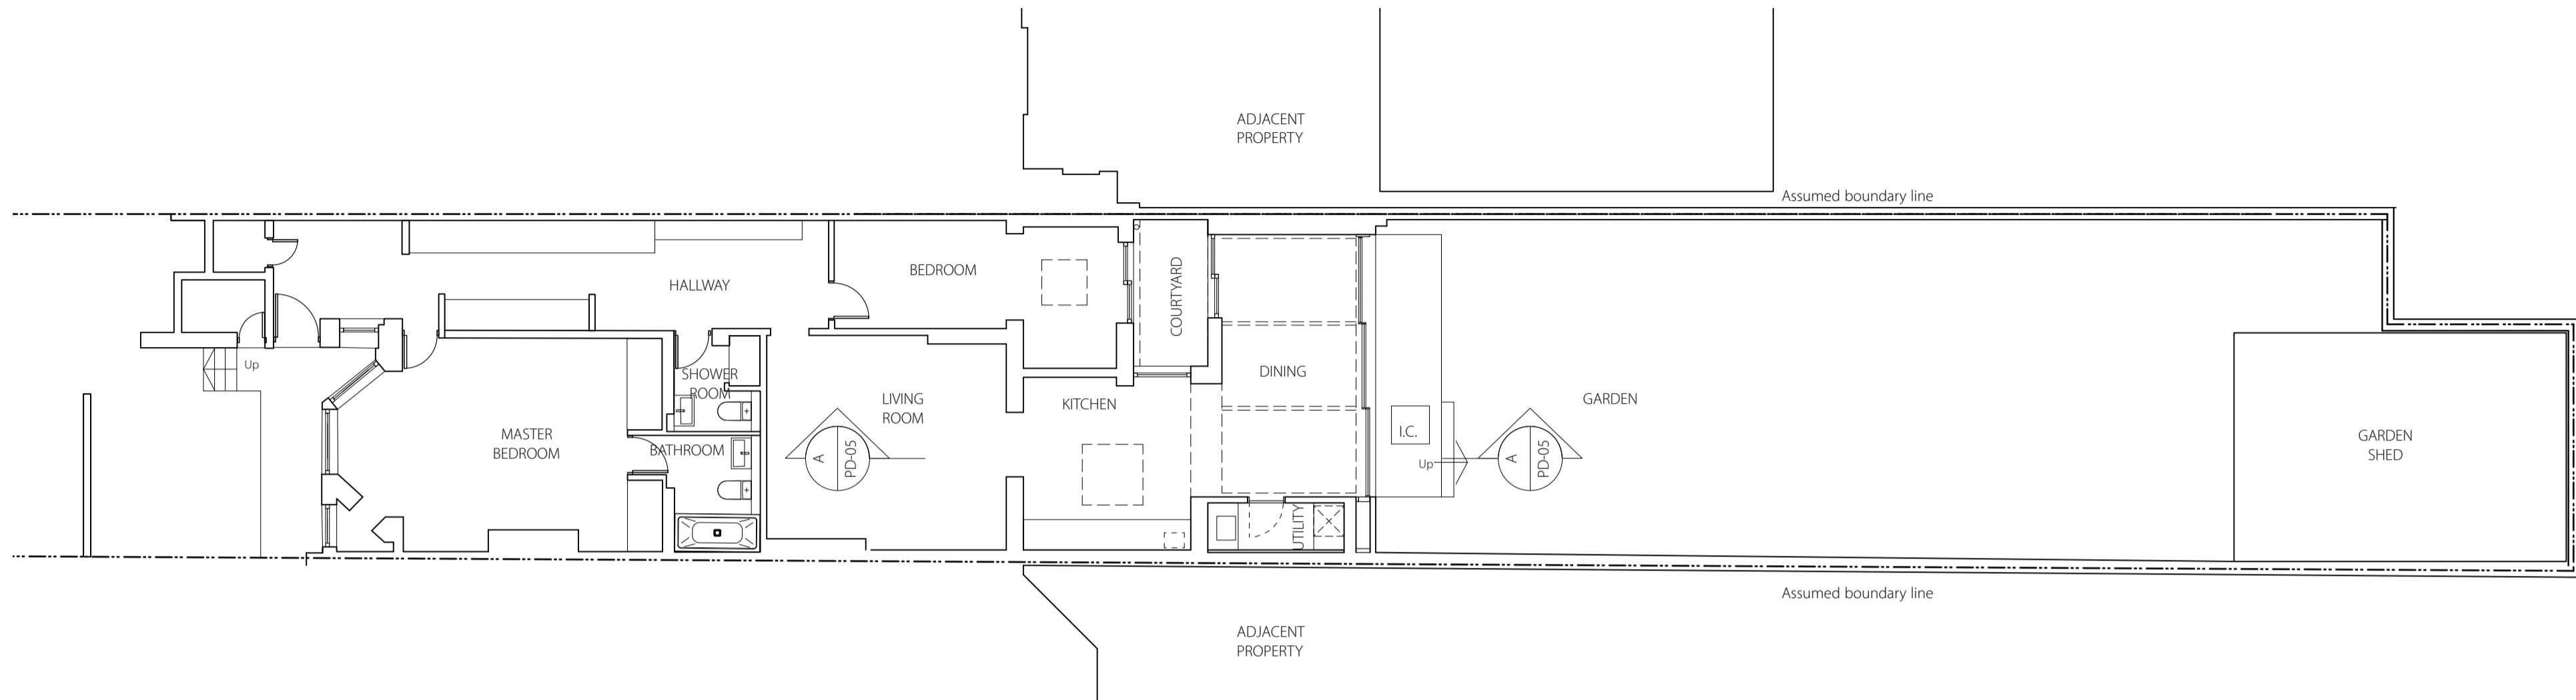 ADJACENT
PROPERTY
Assumed boundary line
BEDROOM
HALLWAY
COURTYARD
Up
SHOWER
ROOM
DINING
LIVING
ROOM
KITCHEN
GARDEN
MASTER
BEDROOM
BATHROOM
A
PD-05
I.C.
Up
A
PD-05
GARDEN
SHED
UTILITY
Assumed boundary line
ADJACENT
PROPERTY